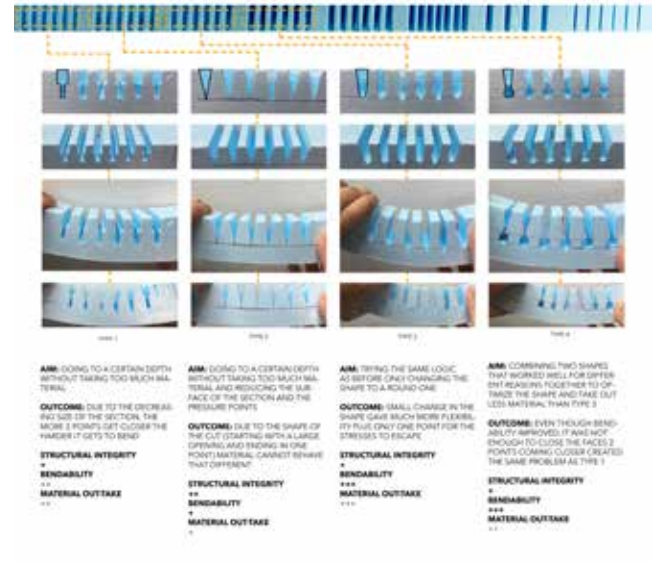 TYPE 1
TYPE 2
TYPE 3
TYPE 4
AIM: GOING TO A CERTAIN DEPTH
WITHOUT TAKING TOO MUCH MA-
TERIAL
OUTCOME: DUE TO THE DECREAS-
ING SIZE OF THE SECTION, THE
MORE 2 POINTS GET CLOSER THE
HARDER IT GETS TO BEND
STRUCTURAL INTEGRITY
+
BENDABILITY
++
MATERIAL OUT-TAKE
++
AIM: GOING TO A CERTAIN DEPTH
WITHOUT TAKING TOO MUCH MA-
TERIAL AND REDUCING THE SUR-
FACE OF THE SECTION AND THE
PRESSURE POINTS
OUTCOME: DUE TO THE SHAPE OF
THE CUT (STARTING WITH A LARGE
OPENING AND ENDING IN ONE
POINT) MATERIAL CANNOT BEHAVE
THAT DIFFERENT
STRUCTURAL INTEGRITY
++
BENDABILITY
+
MATERIAL OUT-TAKE
+
AIM: TRYING THE SAME LOGIC
AS BEFORE ONLY CHANGING THE
SHAPE TO A ROUND ONE
OUTCOME: SMALL CHANGE IN THE
SHAPE GAVE MUCH MORE FLEXIBIL-
ITY PLUS ONLY ONE POINT FOR THE
STRESSES TO ESCAPE
STRUCTURAL INTEGRITY
+
BENDABILITY
+++
MATERIAL OUT-TAKE
+++
AIM: COMBINING TWO SHAPES
THAT WORKED WELL FOR DIFFER-
ENT REASONS TOGETHER TO OP-
TIMIZE THE SHAPE AND TAKE OUT
LESS MATERIAL THAN TYPE 3
OUTCOME: EVEN THOUGH BEND-
ABILITY IMPROVED, IT WAS NOT
ENOUGH TO CLOSE THE FACES 2
POINTS COMING CLOSER CREATED
THE SAME PROBLEM AS TYPE 1
STRUCTURAL INTEGRITY
+
BENDABILITY
+++
MATERIAL OUT-TAKE
++